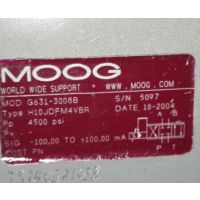 MOOG
WORLD WIDE SUPPORT - WWW.MOOG.COM
MOD G631-3008B S/N 5097
TYPE H10JDFM4VBR DATE 10-2004
Pp 4500 psi
Px
SIG -100,00 TO +100,00 mA
CUST PN
P T